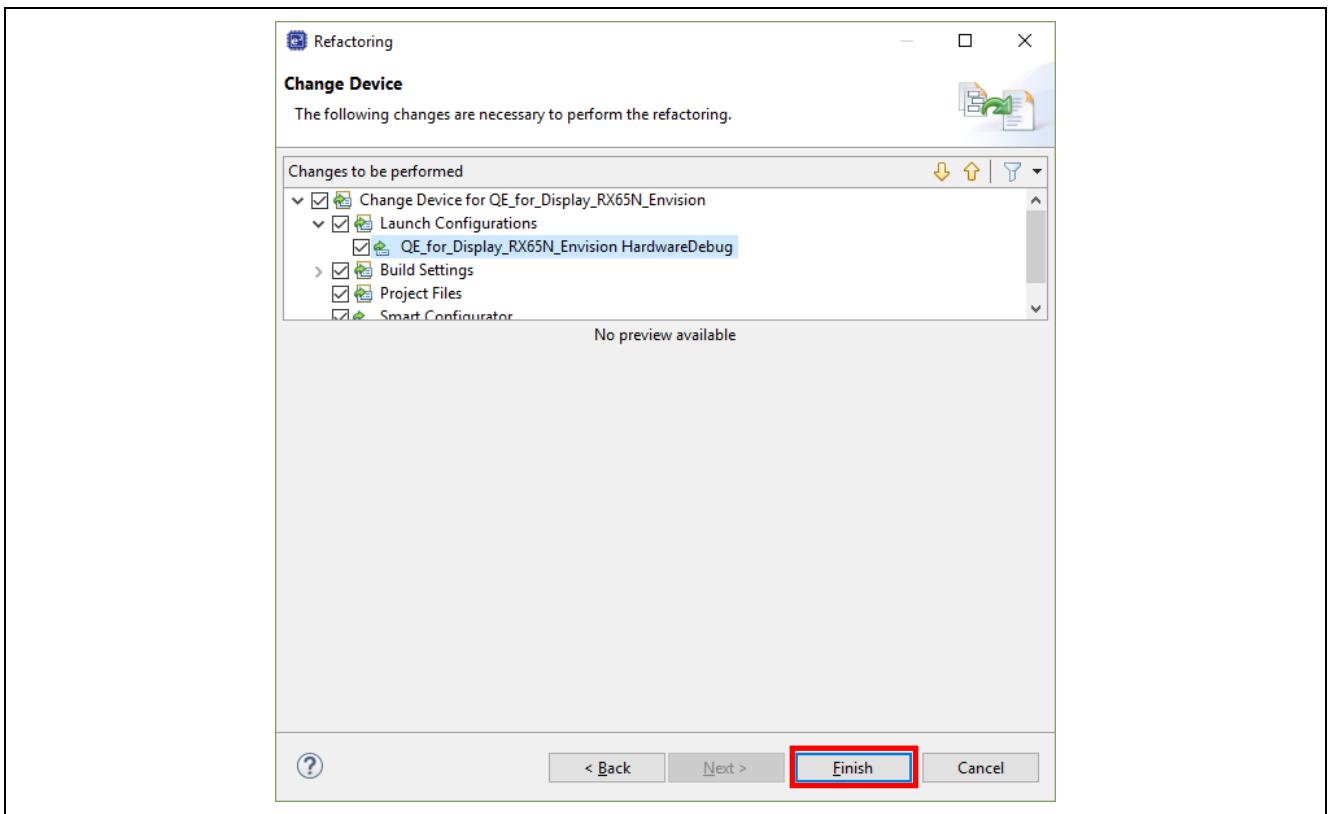 Refactoring
Change Device
The following changes are necessary to perform the refactoring.
Changes to be performed
Change Device for QE_for_Display_RX65N_Envision
Launch Configurations
QE_for_Display_RX65N_Envision HardwareDebug
Build Settings
Project Files
Smart Configurator
No preview available
< Back Next > Finish Cancel